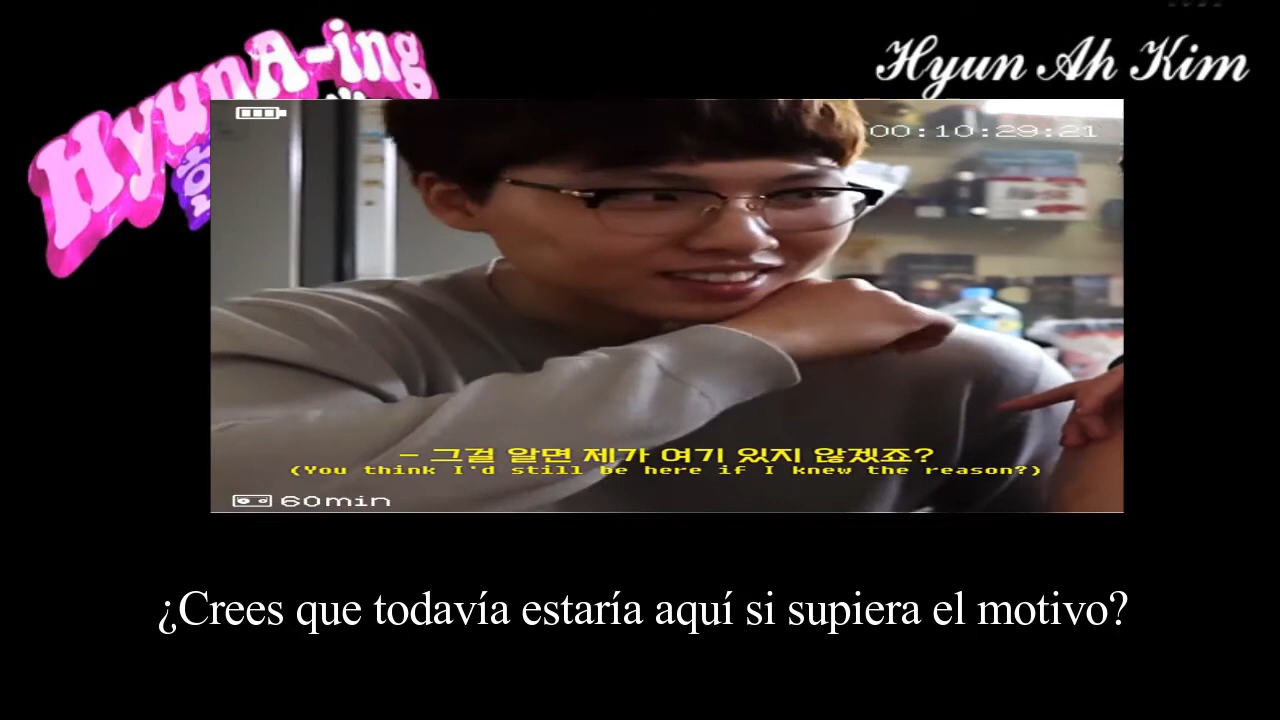 HyunA-ing
Hyun Ah Kim
00:10:29:21
- 그걸 알면 제가 여기 있지 않겠죠?
(You think I'd still be here if I knew the reason?)
60min
¿Crees que todavía estaría aquí si supiera el motivo?